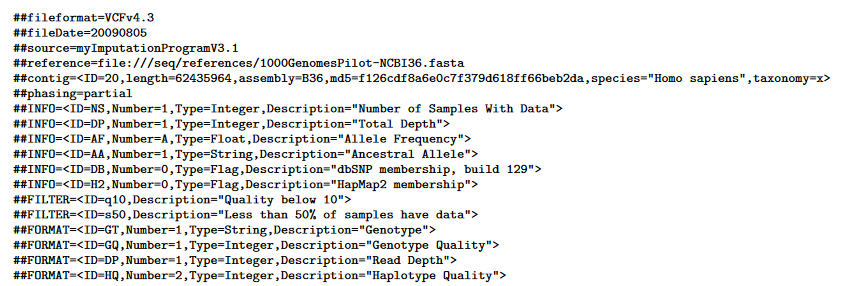 ##fileformat=VCFv4.3
##fileDate=20090805
##source=myImputationProgramV3.1
##reference=file:///seq/references/1000GenomesPilot-NCBI36.fasta
##contig=<ID=20,length=62435964,assembly=B36,md5=f126cdf8a6e0c7f379d618ff66beb2da,species="Homo sapiens",taxonomy=x>
##phasing=partial
##INFO=<ID=NS,Number=1,Type=Integer,Description="Number of Samples With Data">
##INFO=<ID=DP,Number=1,Type=Integer,Description="Total Depth">
##INFO=<ID=AF,Number=A,Type=Float,Description="Allele Frequency">
##INFO=<ID=AA,Number=1,Type=String,Description="Ancestral Allele">
##INFO=<ID=DB,Number=0,Type=Flag,Description="dbSNP membership, build 129">
##INFO=<ID=H2,Number=0,Type=Flag,Description="HapMap2 membership">
##FILTER=<ID=q10,Description="Quality below 10">
##FILTER=<ID=s50,Description="Less than 50% of samples have data">
##FORMAT=<ID=GT,Number=1,Type=String,Description="Genotype">
##FORMAT=<ID=GQ,Number=1,Type=Integer,Description="Genotype Quality">
##FORMAT=<ID=DP,Number=1,Type=Integer,Description="Read Depth">
##FORMAT=<ID=HQ,Number=2,Type=Integer,Description="Haplotype Quality">